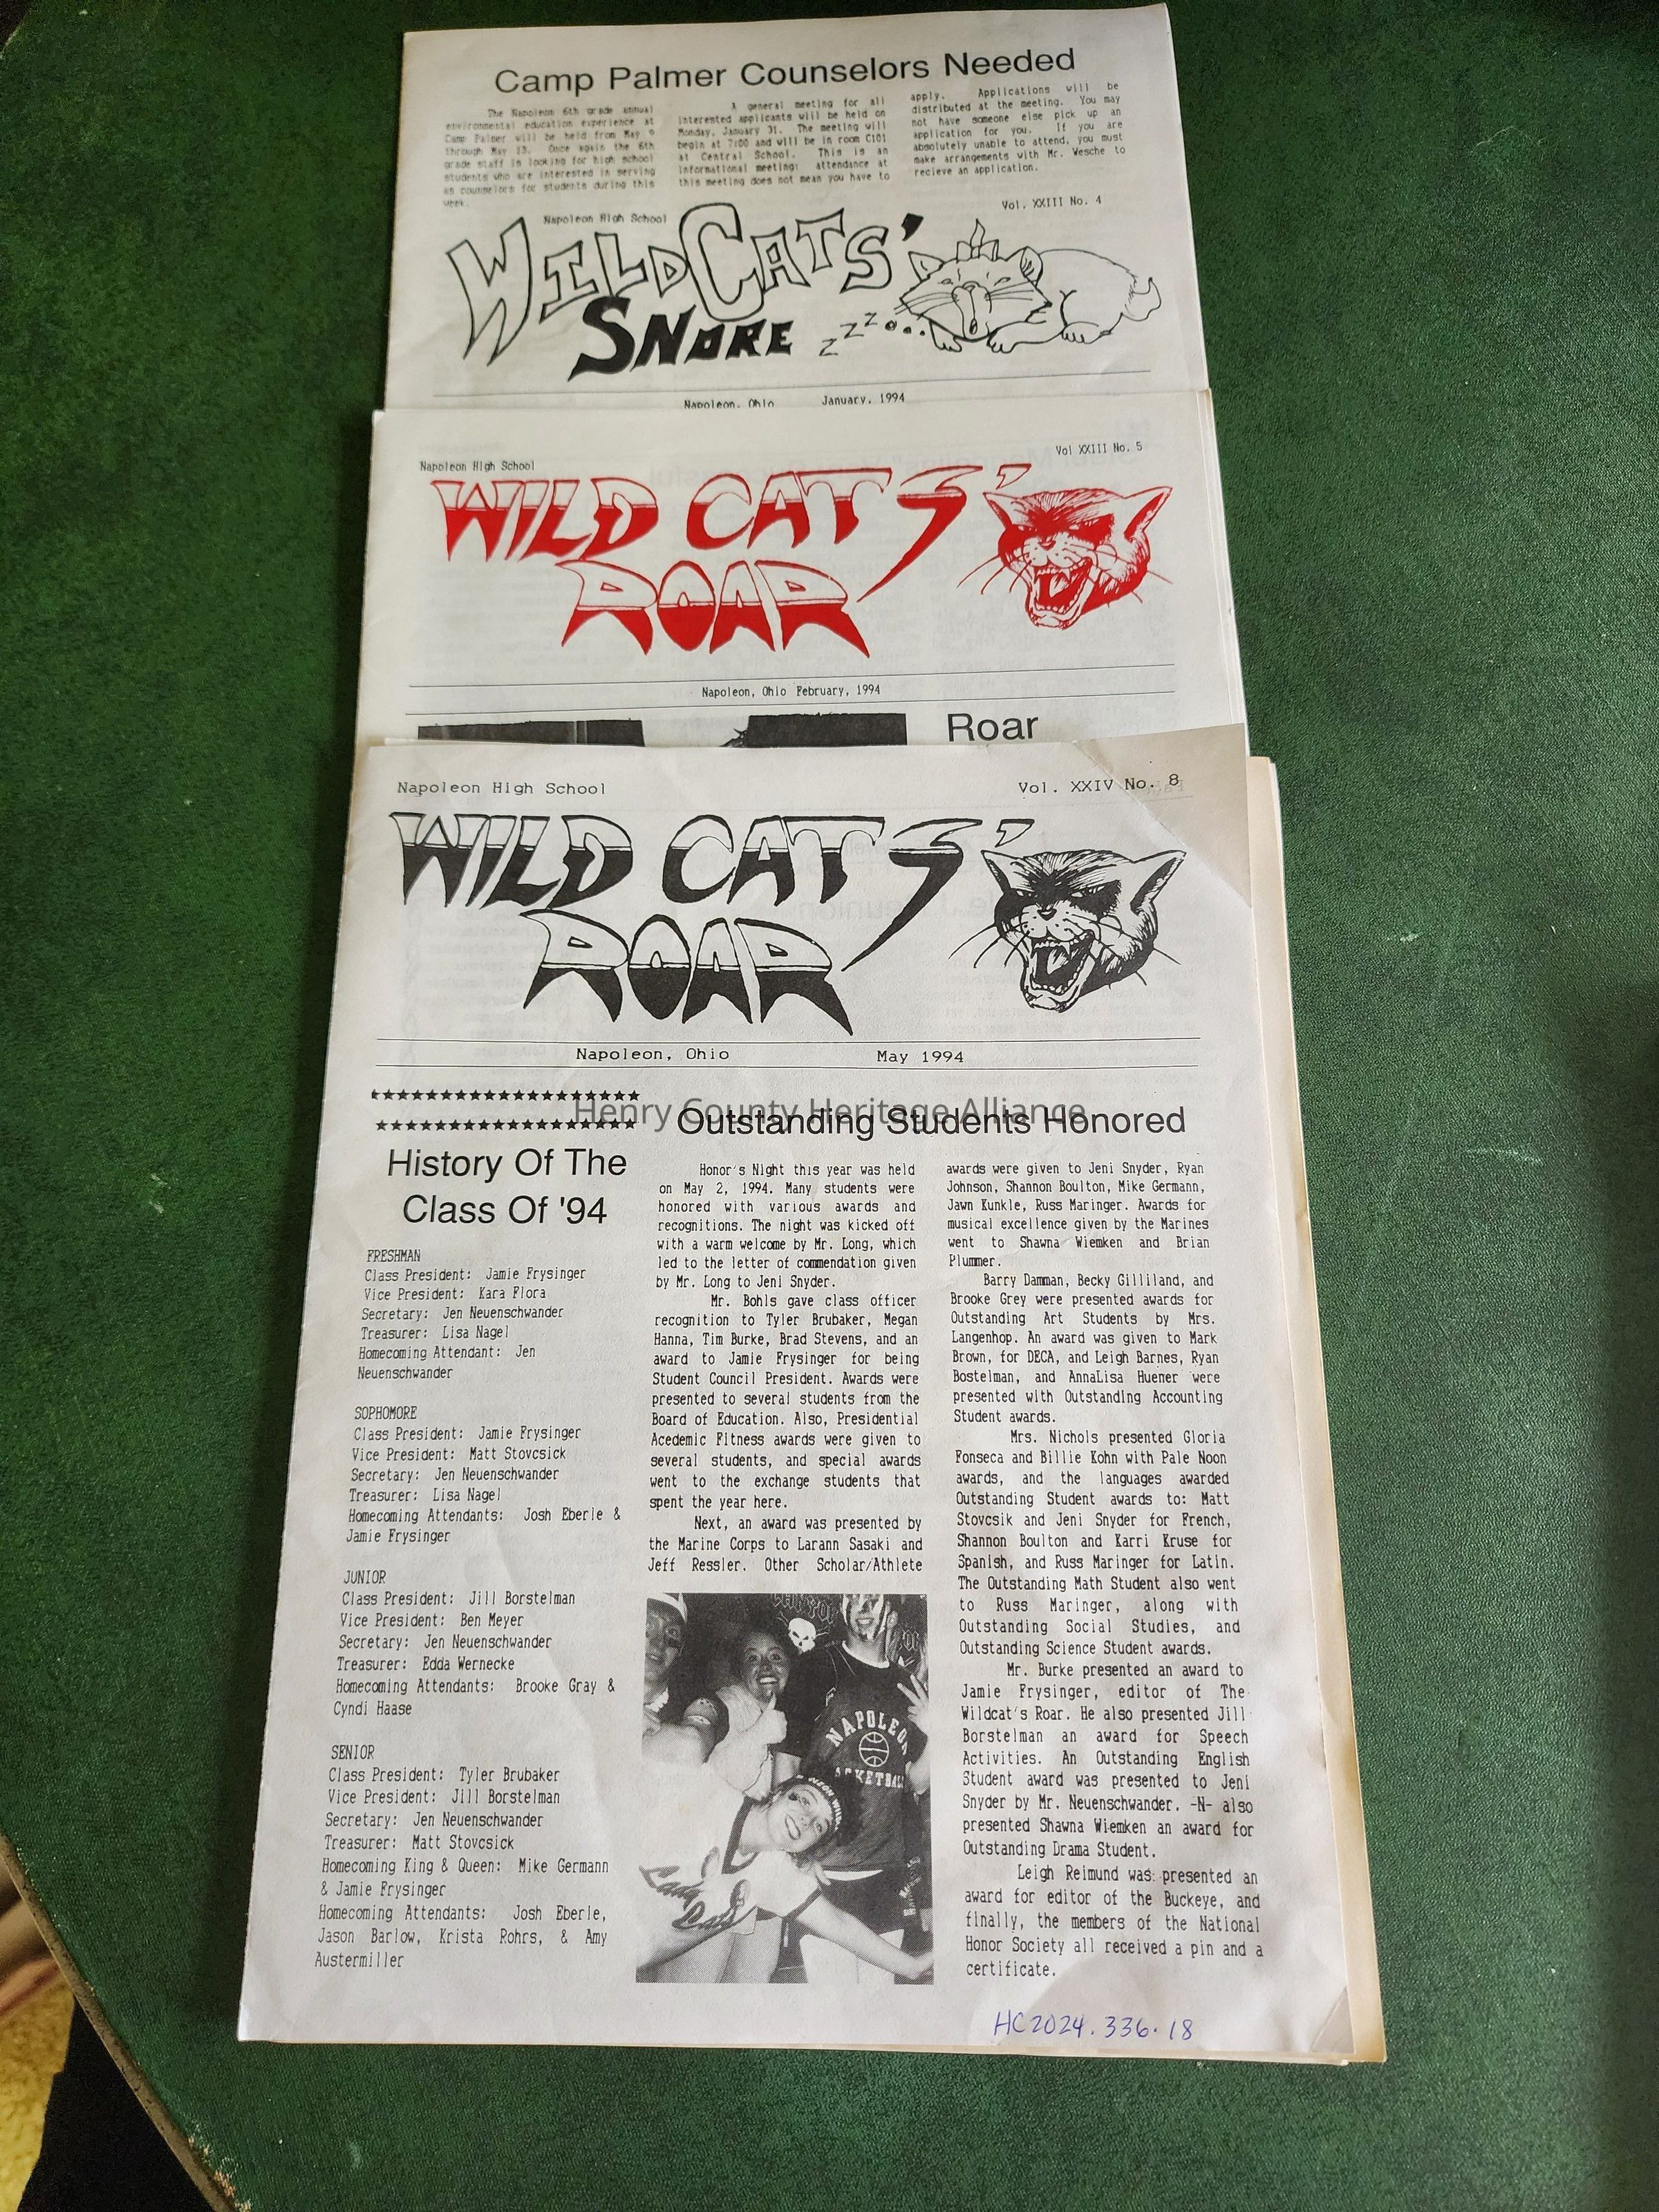 Camp Palmer Counselors Needed
The Napoleon 6th grade annual
environmental education experience at
Camp Palmer will be held from May 9
through May 13. Once again the 6th
grade staff is looking for high school
students who are interested in serving
as counselors for students during this
week.
A general meeting for all
interested applicants will be held on
Monday, January 31. The meeting will
begin at 7:00 and will be in room C101
at Central School. This is an
informational meeting: attendance at
this meeting does not mean you have to
apply. Applications will be
distributed at the meeting. You may
not have someone else pick up an
application for you. If you are
absolutely unable to attend, you must
make arrangements with Mr. Wesche to
recieve an application.
Napoleon High School
Vol. XXIII No. 4
WILDCATS'
SNORE
zzz...
Napoleon, Ohio January, 1994
Napoleon High School
Vol XXIII No. 5
WILD CATS'
ROAR
Napoleon, Ohio February, 1994
Roar
Napoleon High School
Vol. XXIV No. 8
WILD CATS'
ROAR
Napoleon, Ohio May 1994
Henry County Heritage Alliance
History Of The
Class Of '94
FRESHMAN
Class President: Jamie Frysinger
Vice President: Kara Flora
Secretary: Jen Neuenschwander
Treasurer: Lisa Nagel
Homecoming Attendant: Jen
Neuenschwander
SOPHOMORE
Class President: Jamie Frysinger
Vice President: Matt Stovcsick
Secretary: Jen Neuenschwander
Treasurer: Lisa Nagel
Homecoming Attendants: Josh Eberle &
Jamie Frysinger
JUNIOR
Class President: Jill Borstelman
Vice President: Ben Meyer
Secretary: Jen Neuenschwander
Treasurer: Edda Wernecke
Homecoming Attendants: Brooke Gray &
Cyndi Haase
SENIOR
Class President: Tyler Brubaker
Vice President: Jill Borstelman
Secretary: Jen Neuenschwander
Treasurer: Matt Stovcsick
Homecoming King & Queen: Mike Germann
& Jamie Frysinger
Homecoming Attendants: Josh Eberle,
Jason Barlow, Krista Rohrs, & Amy
Austermiller
Outstanding Students Honored
Honor's Night this year was held
on May 2, 1994. Many students were
honored with various awards and
recognitions. The night was kicked off
with a warm welcome by Mr. Long, which
led to the letter of commendation given
by Mr. Long to Jeni Snyder.
Mr. Bohls gave class officer
recognition to Tyler Brubaker, Megan
Hanna, Tim Burke, Brad Stevens, and an
award to Jamie Frysinger for being
Student Council President. Awards were
presented to several students from the
Board of Education. Also, Presidential
Acedemic Fitness awards were given to
several students, and special awards
went to the exchange students that
spent the year here.
Next, an award was presented by
the Marine Corps to Larann Sasaki and
Jeff Ressler. Other Scholar/Athlete
NAPOLEON
BASKETBALL
Lady
Cats
awards were given to Jeni Snyder, Ryan
Johnson, Shannon Boulton, Mike Germann,
Jawn Kunkle, Russ Maringer. Awards for
musical excellence given by the Marines
went to Shawna Wiemken and Brian
Plummer.
Barry Damman, Becky Gilliland, and
Brooke Grey were presented awards for
Outstanding Art Students by Mrs.
Langenhop. An award was given to Mark
Brown, for DECA, and Leigh Barnes, Ryan
Bostelman, and AnnaLisa Huener were
presented with Outstanding Accounting
Student awards.
Mrs. Nichols presented Gloria
Fonseca and Billie Kohn with Pale Noon
awards, and the languages awarded
Outstanding Student awards to: Matt
Stovcsik and Jeni Snyder for French,
Shannon Boulton and Karri Kruse for
Spanish, and Russ Maringer for Latin.
The Outstanding Math Student also went
to Russ Maringer, along with
Outstanding Social Studies, and
Outstanding Science Student awards.
Mr. Burke presented an award to
Jamie Frysinger, editor of The
Wildcat's Roar. He also presented Jill
Borstelman an award for Speech
Activities. An Outstanding English
Student award was presented to Jeni
Snyder by Mr. Neuenschwander. -N- also
presented Shawna Wiemken an award for
Outstanding Drama Student.
Leigh Reimund was presented an
award for editor of the Buckeye, and
finally, the members of the National
Honor Society all received a pin and a
certificate.
HC2024.336.18